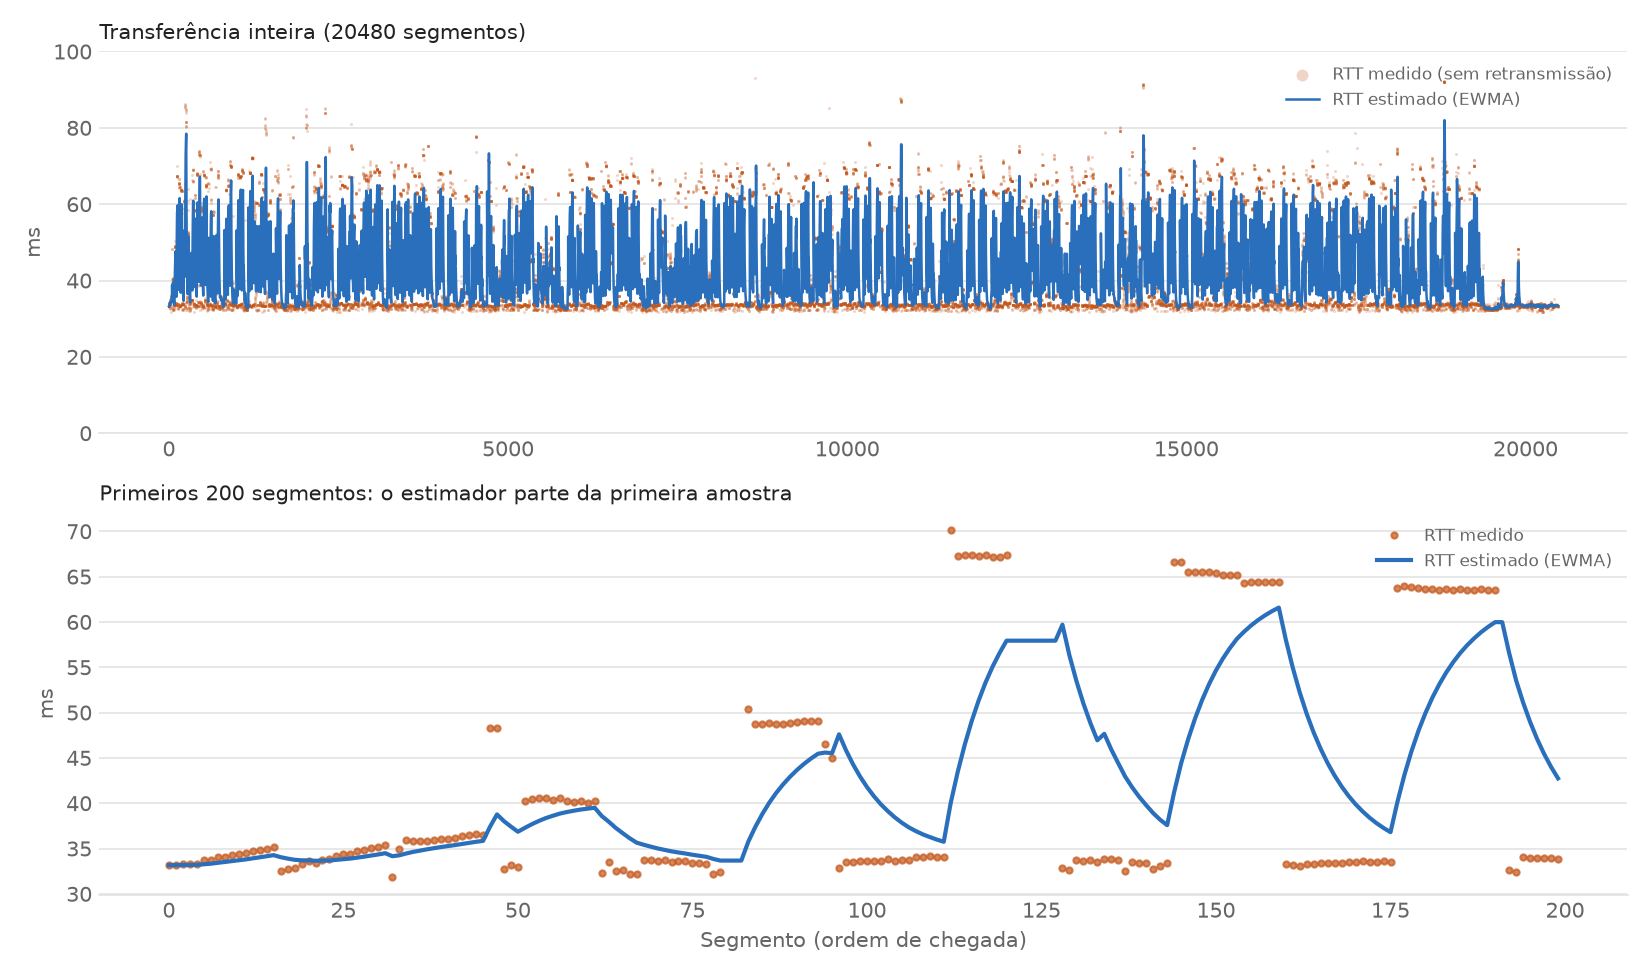 Transferência inteira (20480 segmentos)
100
80
60
40
20
0
ms
RTT medido (sem retransmissão)
RTT estimado (EWMA)
0 5000 10000 15000 20000
Primeiros 200 segmentos: o estimador parte da primeira amostra
70
65
60
55
50
45
40
35
30
ms
RTT medido
RTT estimado (EWMA)
0 25 50 75 100 125 150 175 200
Segmento (ordem de chegada)